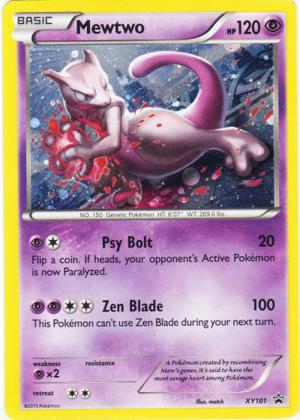 BASIC
Mewtwo HP120
NO. 150 Genetic Pokémon HT: 6'07" WT: 269.0 lbs.
Psy Bolt 20
Flip a coin. If heads, your opponent's Active Pokémon
is now Paralyzed.
Zen Blade 100
This Pokémon can't use Zen Blade during your next turn.
weakness resistance
×2
retreat
A Pokémon created by recombining
Mew's genes. It's said to have the
most savage heart among Pokémon.
©2015 Pokémon
Illus. match XY101